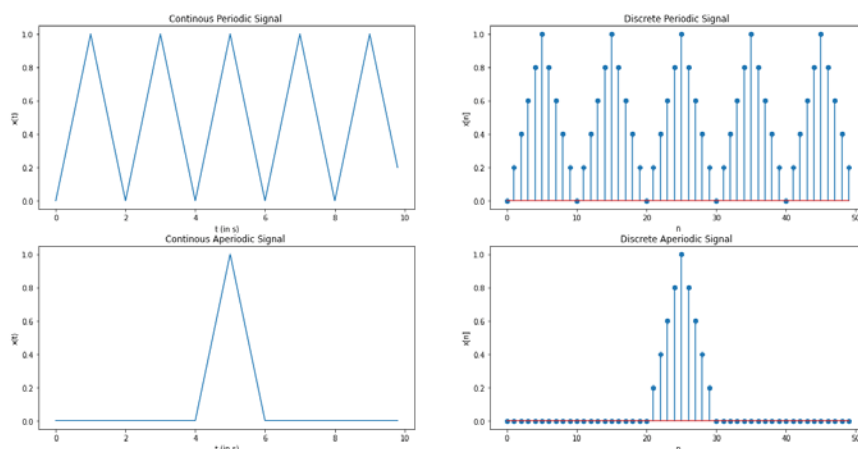 Continous Periodic Signal
1.0
0.8
0.6
0.4
0.2
0.0
x(t)
0 2 4 6 8 10
t (in s)
Discrete Periodic Signal
1.0
0.8
0.6
0.4
0.2
0.0
x[n]
0 10 20 30 40 50
n
Continous Aperiodic Signal
1.0
0.8
0.6
0.4
0.2
0.0
x(t)
0 2 4 6 8 10
t (in s)
Discrete Aperiodic Signal
1.0
0.8
0.6
0.4
0.2
0.0
x[n]
0 10 20 30 40 50
n